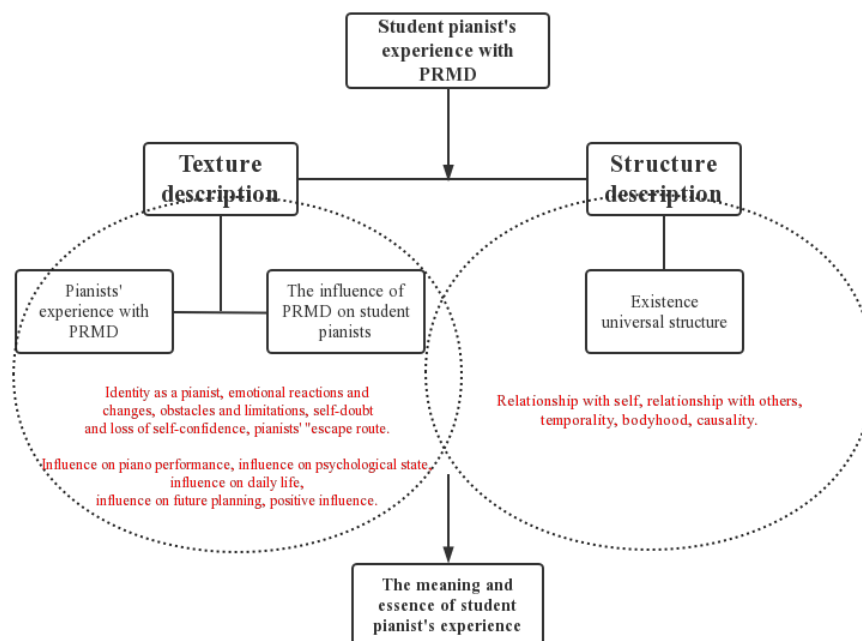 Student pianist's
experience with
PRMD
Texture
description
Structure
description
Pianists'
experience with
PRMD
The influence of
PRMD on student
pianists
Existence
universal structure
Identity as a pianist, emotional reactions and
changes, obstacles and limitations, self-doubt
and loss of self-confidence, pianists' "escape route.
Influence on piano performance, influence on psychological state,
influence on daily life,
influence on future planning, positive influence.
Relationship with self, relationship with others,
temporality, bodyhood, causality.
The meaning and
essence of student
pianist's experience